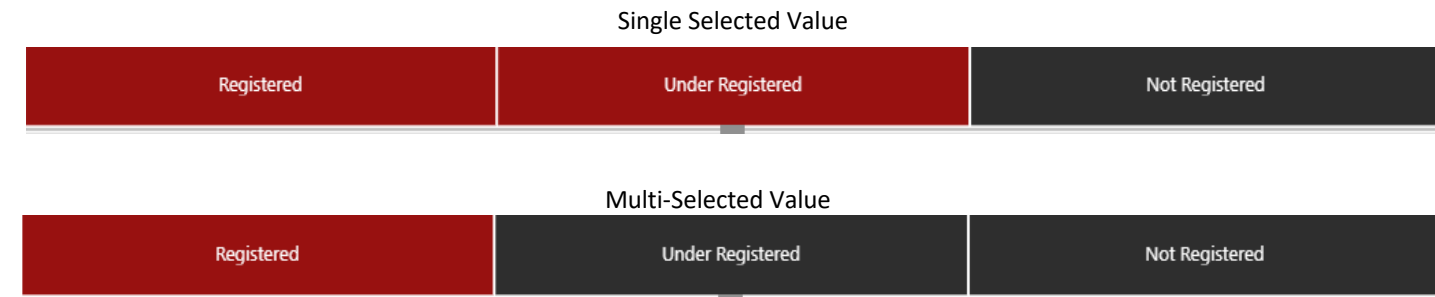 Single Selected Value
Registered Under Registered Not Registered
Multi-Selected Value
Registered Under Registered Not Registered